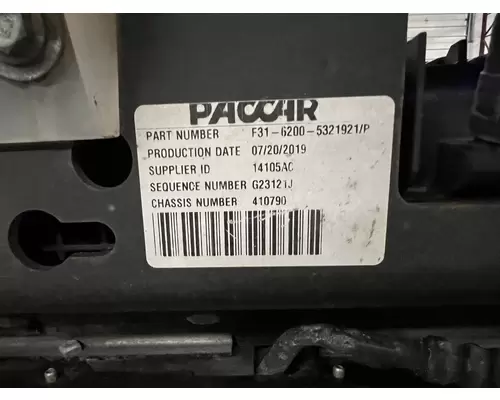 PACCAR
PART NUMBER F31-6200-5321921/P
PRODUCTION DATE 07/20/2019
SUPPLIER ID 14105AC
SEQUENCE NUMBER G23121J
CHASSIS NUMBER 410790